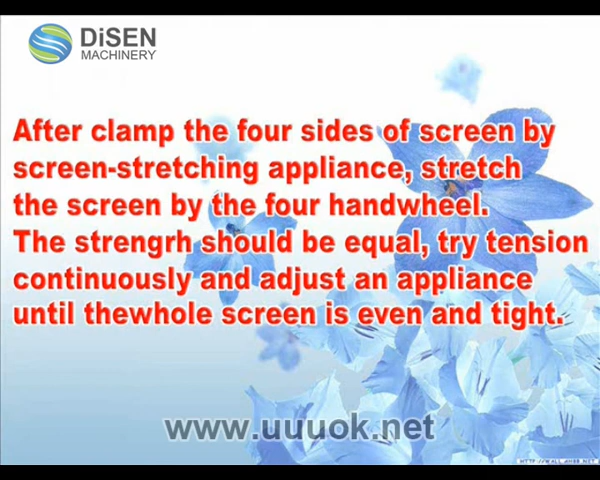 DiSEN
MACHINERY
After clamp the four sides of screen by
screen-stretching appliance, stretch
the screen by the four handwheel.
The strengrh should be equal, try tension
continuously and adjust an appliance
until thewhole screen is even and tight.
www.uuuok.net